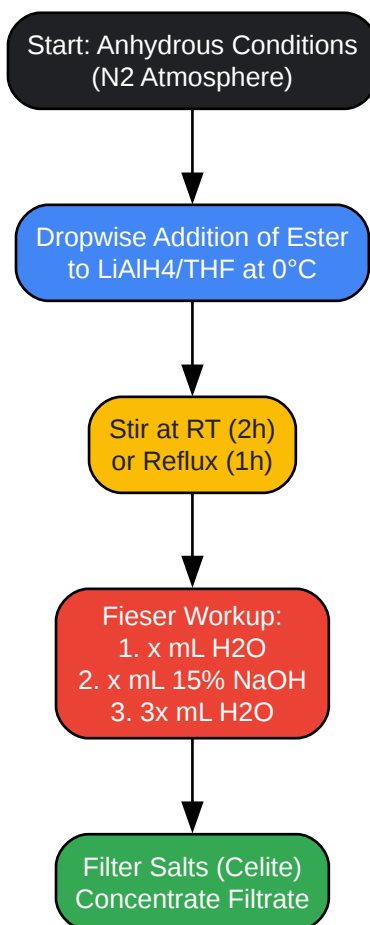 Start: Anhydrous Conditions
(N2 Atmosphere)
Dropwise Addition of Ester
to LiAlH4/THF at 0°C
Stir at RT (2h)
or Reflux (1h)
Fieser Workup:
1. x mL H2O
2. x mL 15% NaOH
3. 3x mL H2O
Filter Salts (Celite)
Concentrate Filtrate